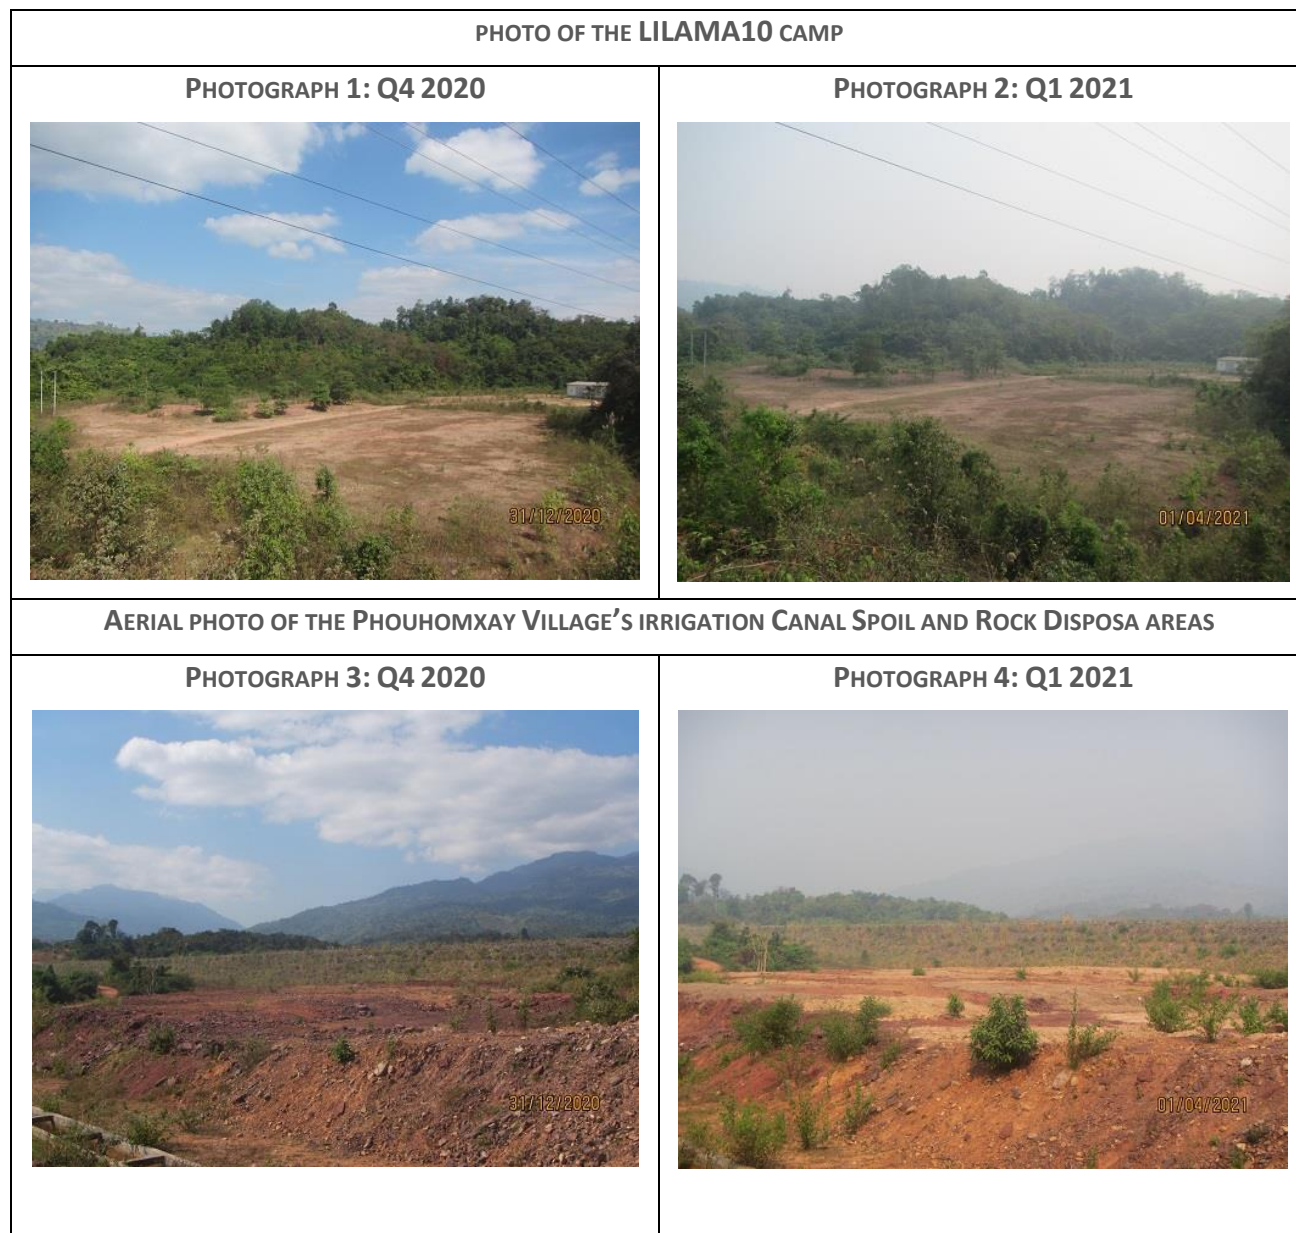 PHOTO OF THE LILAMA10 CAMP
PHOTOGRAPH 1: Q4 2020
PHOTOGRAPH 2: Q1 2021
31/12/2020
01/04/2021
AERIAL PHOTO OF THE PHOUHOMXAY VILLAGE'S IRRIGATION CANAL SPOIL AND ROCK DISPOSA AREAS
PHOTOGRAPH 3: Q4 2020
PHOTOGRAPH 4: Q1 2021
31/12/2020
01/04/2021